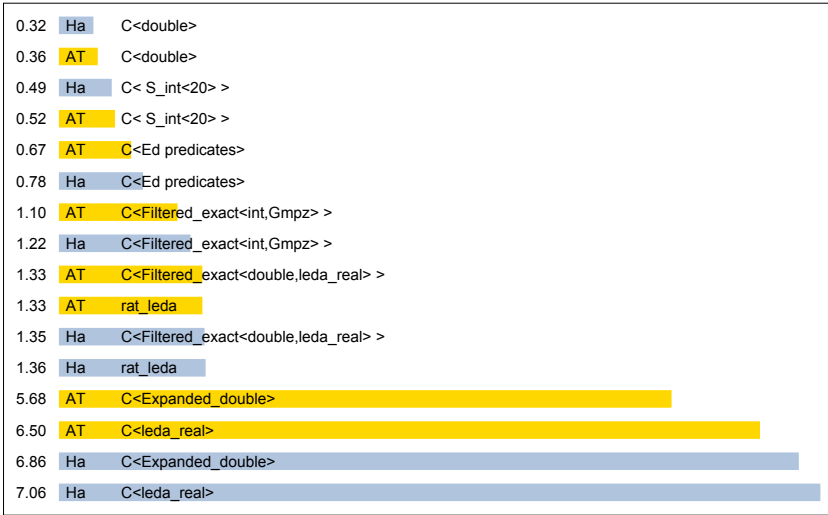 0.32 Ha C<double>
0.36 AT C<double>
0.49 Ha C< S_int<20> >
0.52 AT C< S_int<20> >
0.67 AT C<Ed predicates>
0.78 Ha C<Ed predicates>
1.10 AT C<Filtered_exact<int,Gmpz> >
1.22 Ha C<Filtered_exact<int,Gmpz> >
1.33 AT C<Filtered_exact<double,leda_real> >
1.33 AT rat_leda
1.35 Ha C<Filtered_exact<double,leda_real> >
1.36 Ha rat_leda
5.68 AT C<Expanded_double>
6.50 AT C<leda_real>
6.86 Ha C<Expanded_double>
7.06 Ha C<leda_real>